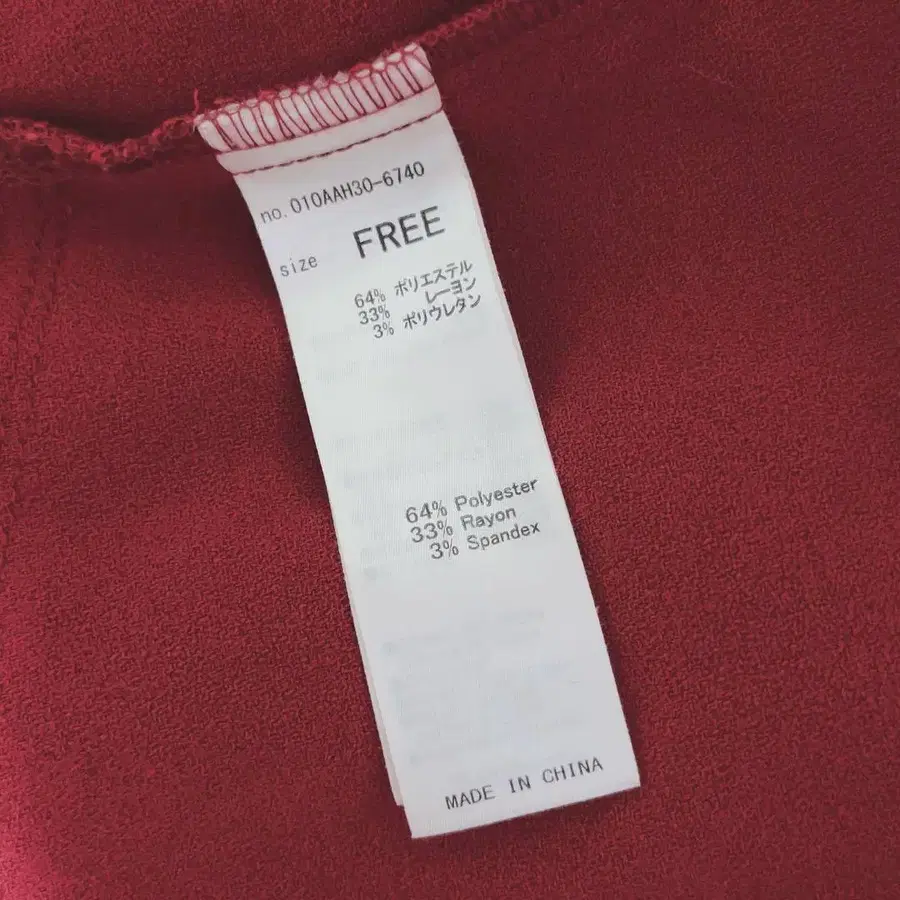 no. 010AAH30-6740
size FREE
64% ポリエステル
33% レーヨン
3% ポリウレタン
64% Polyester
33% Rayon
3% Spandex
MADE IN CHINA